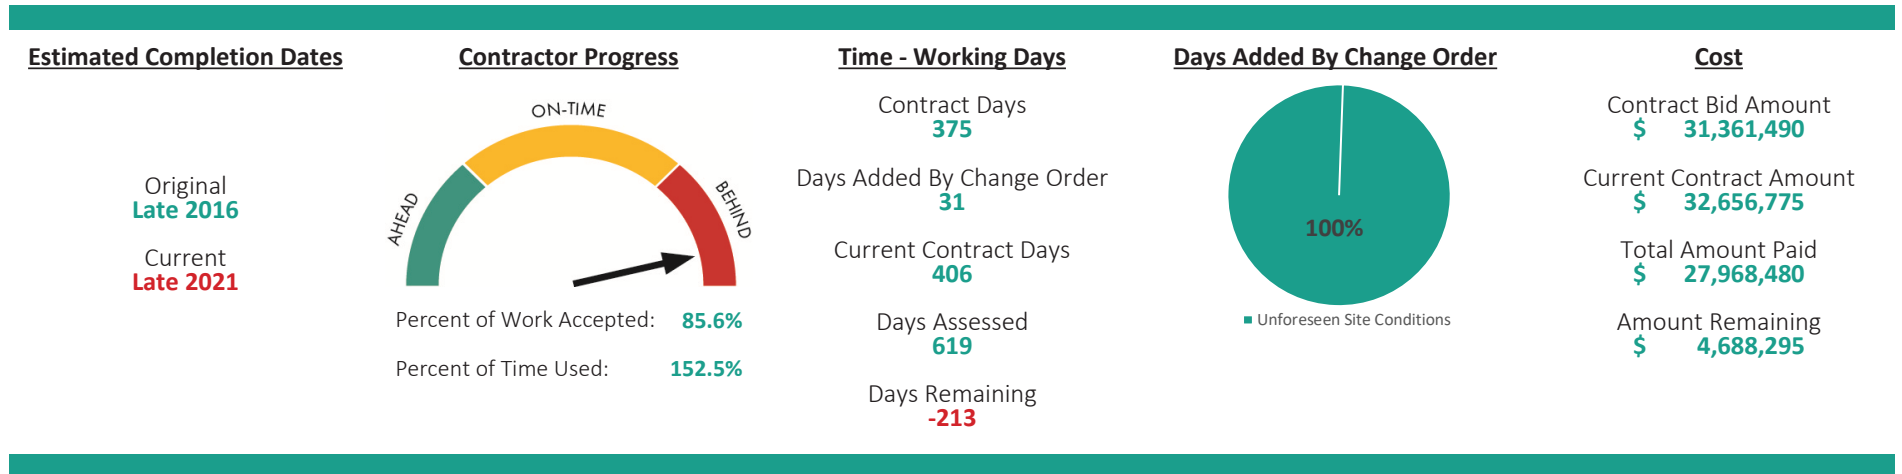 Estimated Completion Dates
Original
Late 2016
Current
Late 2021
Contractor Progress
ON-TIME
AHEAD
BEHIND
Percent of Work Accepted: 85.6%
Percent of Time Used: 152.5%
Time - Working Days
Contract Days
375
Days Added By Change Order
31
Current Contract Days
406
Days Assessed
619
Days Remaining
-213
Days Added By Change Order
100%
Unforeseen Site Conditions
Cost
Contract Bid Amount
$ 31,361,490
Current Contract Amount
$ 32,656,775
Total Amount Paid
$ 27,968,480
Amount Remaining
$ 4,688,295